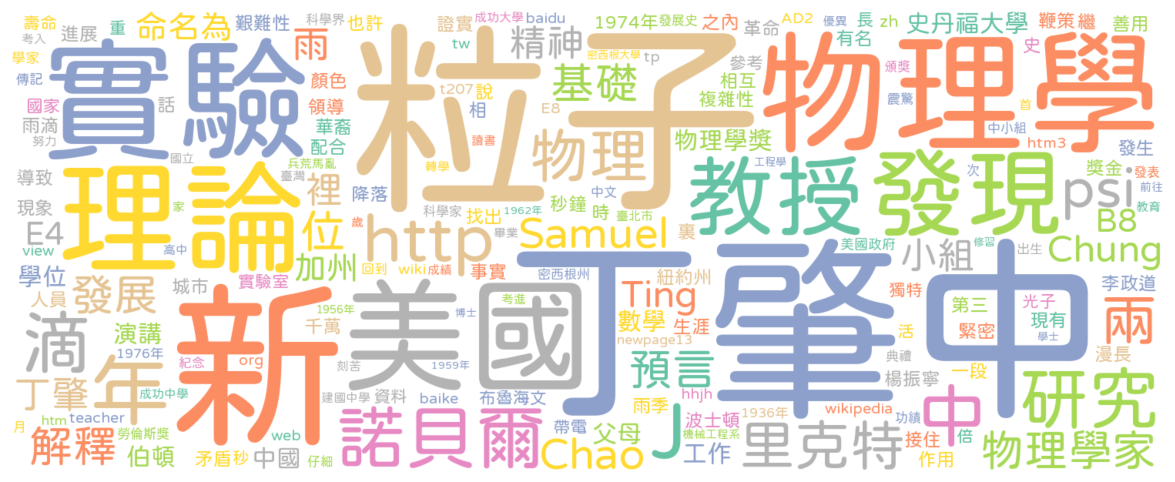 壽命
科學界
也許
證實
成功大學
baidu
1974年
發展史
之內
AD2
優異
長
zh
史丹福大學
鞭策
繼
考入
進展
重
命名為
艱難性
雨
精神
tw
密西根大學
tp
革命
有名
史
善用
學家
傳記
實驗
粒子
物理學
顏色
t207
說
E8
基礎
參考
相互
頒獎
震驚
首
國家
話
領導
相
複雜性
雨滴
華裔
配合
讀書
物理
物理學獎
中小組
htm3
發生
努力
國立
兵荒馬亂
轉學
工程學
獎金
發表
前往
導致
臺灣
理論
裡
降落
科學家
中文
秒鐘
時
教授
發現
psi
次
教育
現象
家
歲
找出
1962年
臺北市
B8
E4
位
http
畢業
Samuel
裏
美國政府
修習
Chung
view
高中
加州
回到
wiki
成績
事實
小組
出生
學位
城市
實驗室
密西根州
紐約州
獨特
李政道
人員
發展
新
1956年
美國
考進
博士
Ting
丁肇中
第三
光子
滴
演講
千萬
數學
生涯
活
現有
兩
緊密
學士
1976年
紀念
org
刻苦
1959年
newpage13
典禮
一段
漫長
丁肇
年
成功中學
預言
楊振寧
建國中學
資料
baike
布魯海文
hhjh
J
中
研究
月
htm
teacher
web
諾貝爾
雨季
波士頓
1936年
wikipedia
功績
倍
勞倫斯獎
帶電
父母
機械工程系
里克特
接住
解釋
伯頓
矛盾
秒
中國
仔細
Chao
工作
作用
物理學家